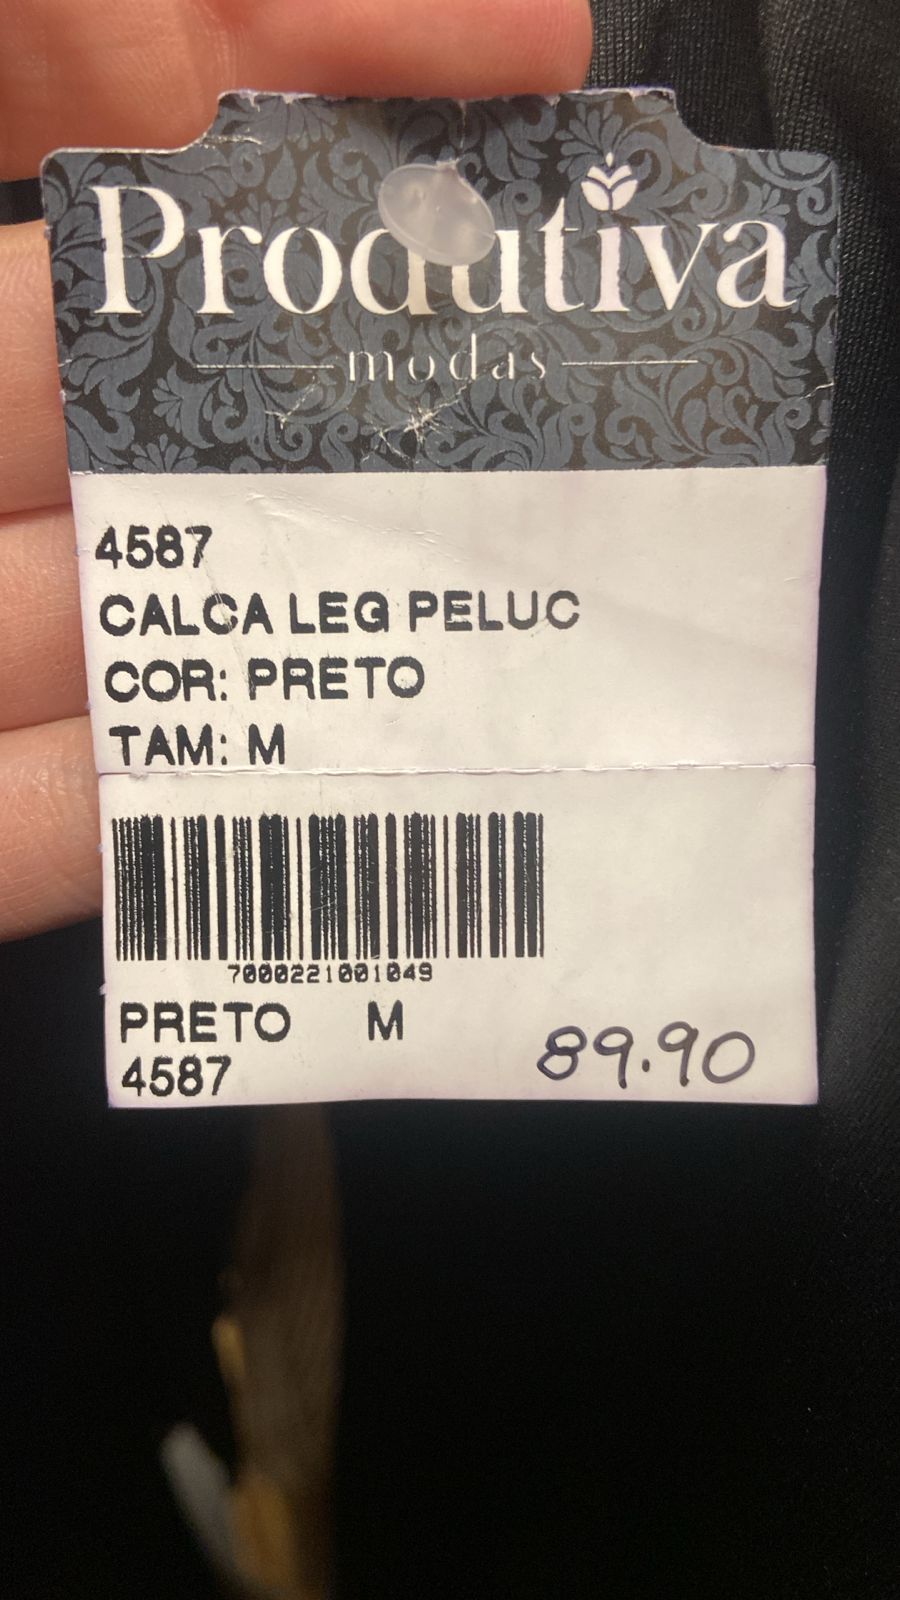 Produtiva
modas
4587
CALCA LEG PELUC
COR: PRETO
TAM: M
7000221001049
PRETO M
4587 89.90